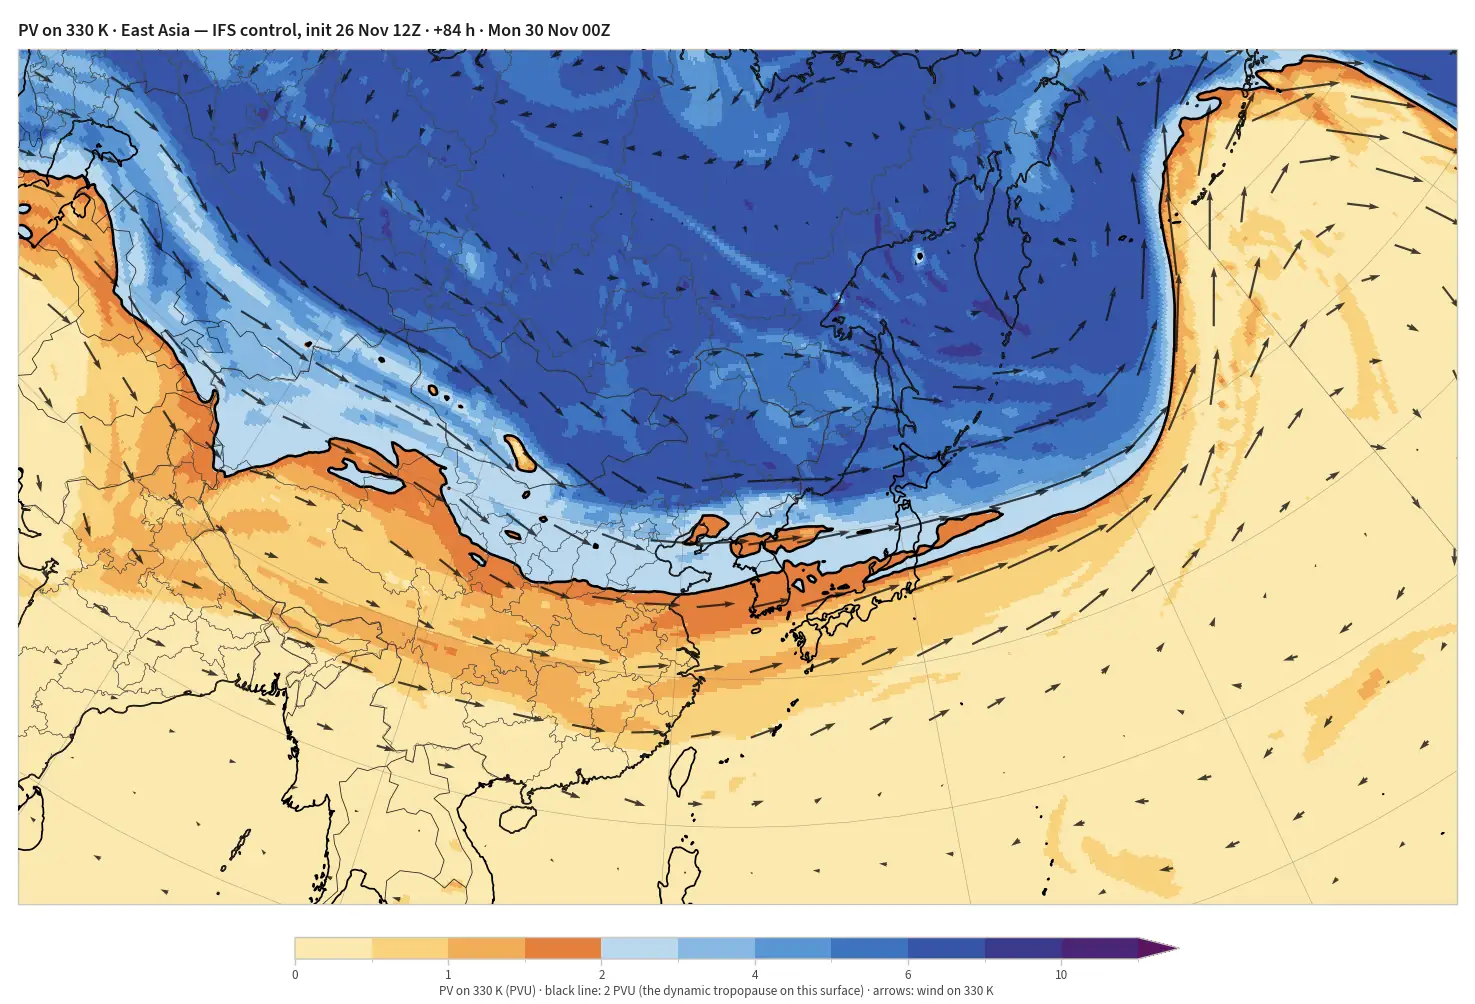 PV on 330 K · East Asia — IFS control, init 26 Nov 12Z · +84 h · Mon 30 Nov 00Z
0 1 2 4 6 10
PV on 330 K (PVU) · black line: 2 PVU (the dynamic tropopause on this surface) · arrows: wind on 330 K